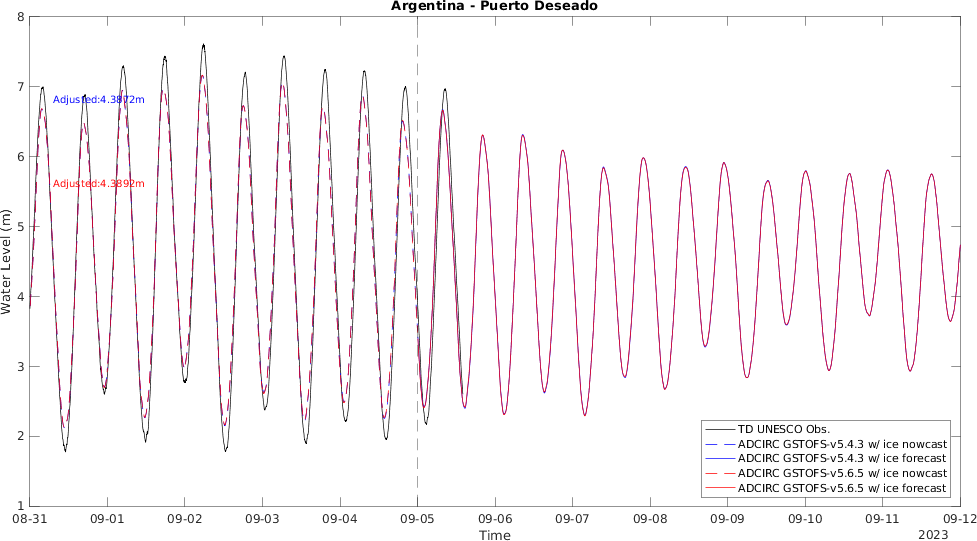 Argentina - Puerto Deseado
8
7
6
5
4
3
2
1
Water Level (m)
Adjusted:4.3872m
Adjusted:4.3892m
TD UNESCO Obs.
ADCIRC GSTOFS-v5.4.3 w/ ice nowcast
ADCIRC GSTOFS-v5.4.3 w/ ice forecast
ADCIRC GSTOFS-v5.6.5 w/ ice nowcast
ADCIRC GSTOFS-v5.6.5 w/ ice forecast
08-31 09-01 09-02 09-03 09-04 09-05 09-06 09-07 09-08 09-09 09-10 09-11 09-12
Time
2023